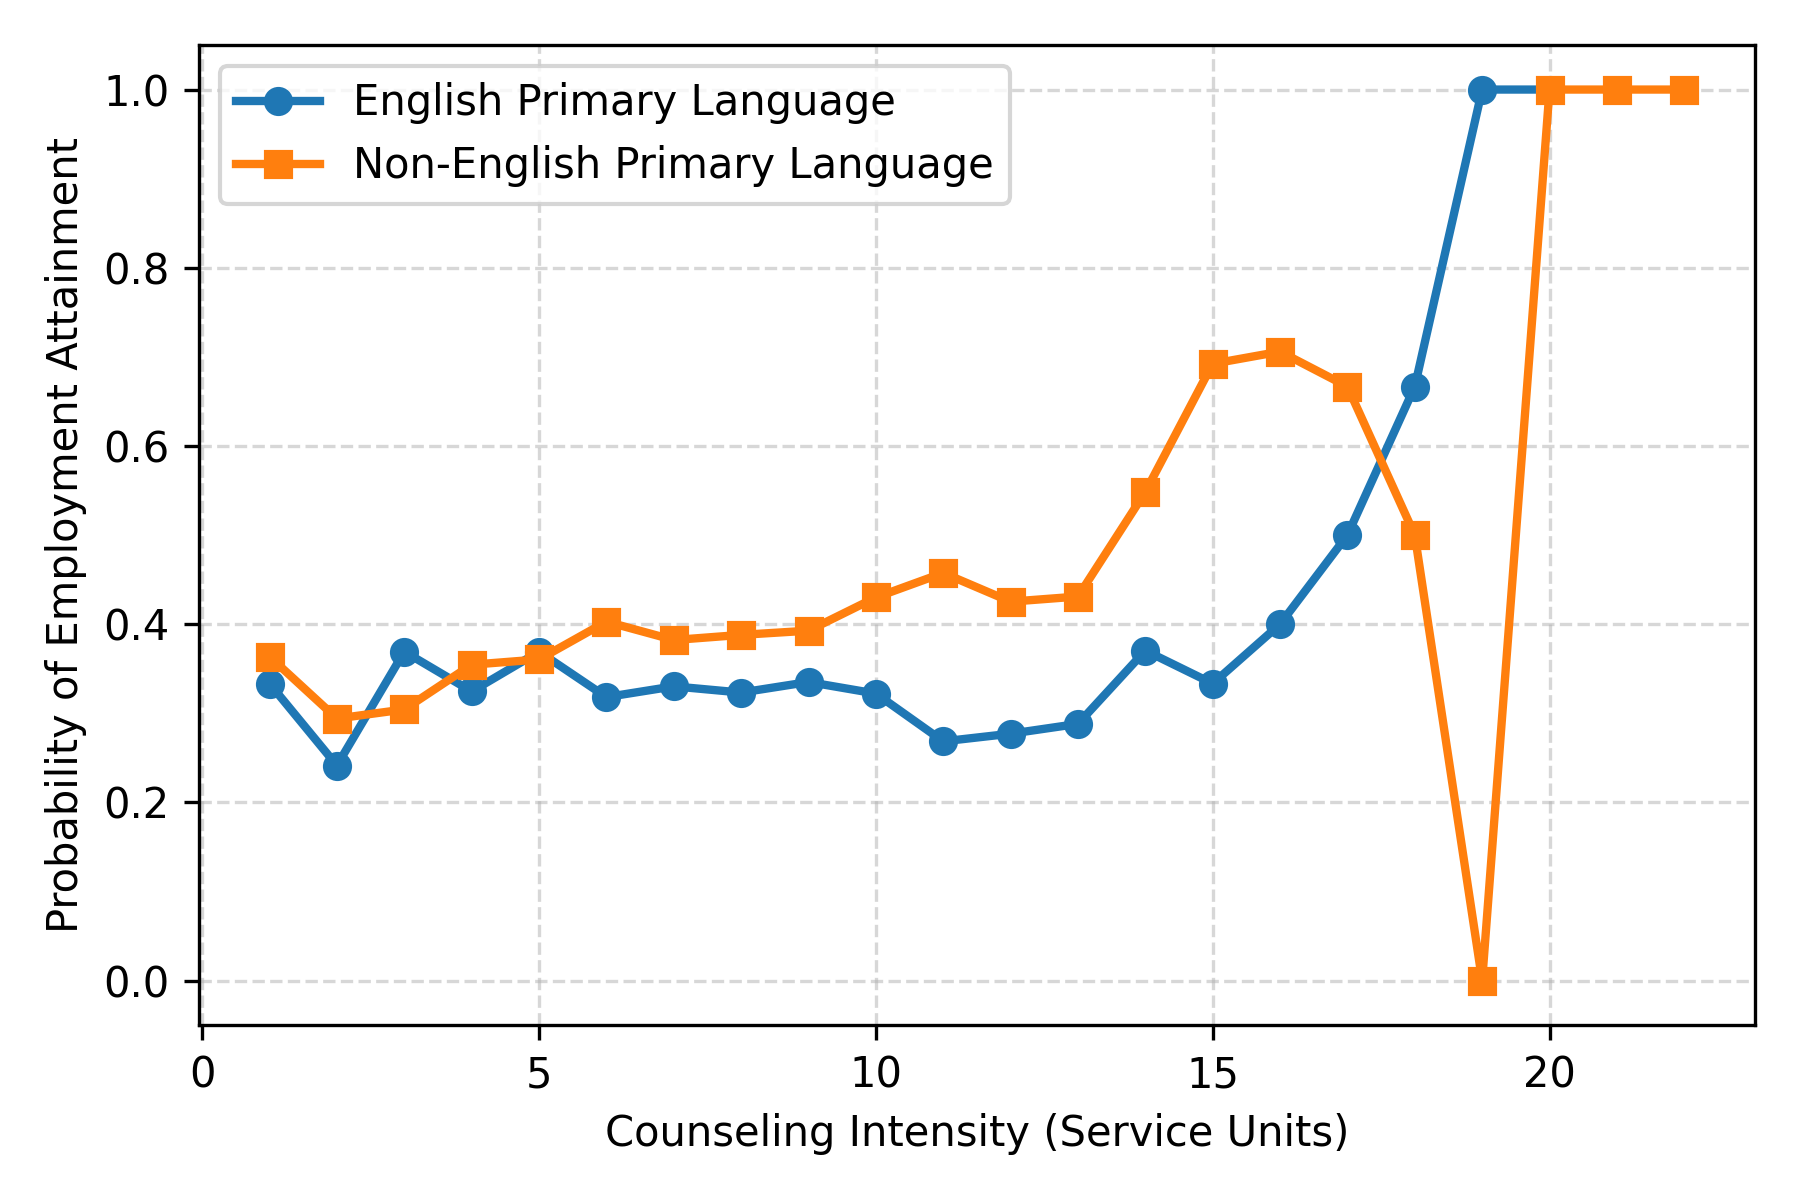 English Primary Language
Non-English Primary Language
Probability of Employment Attainment
1.0
0.8
0.6
0.4
0.2
0.0
0 5 10 15 20
Counseling Intensity (Service Units)